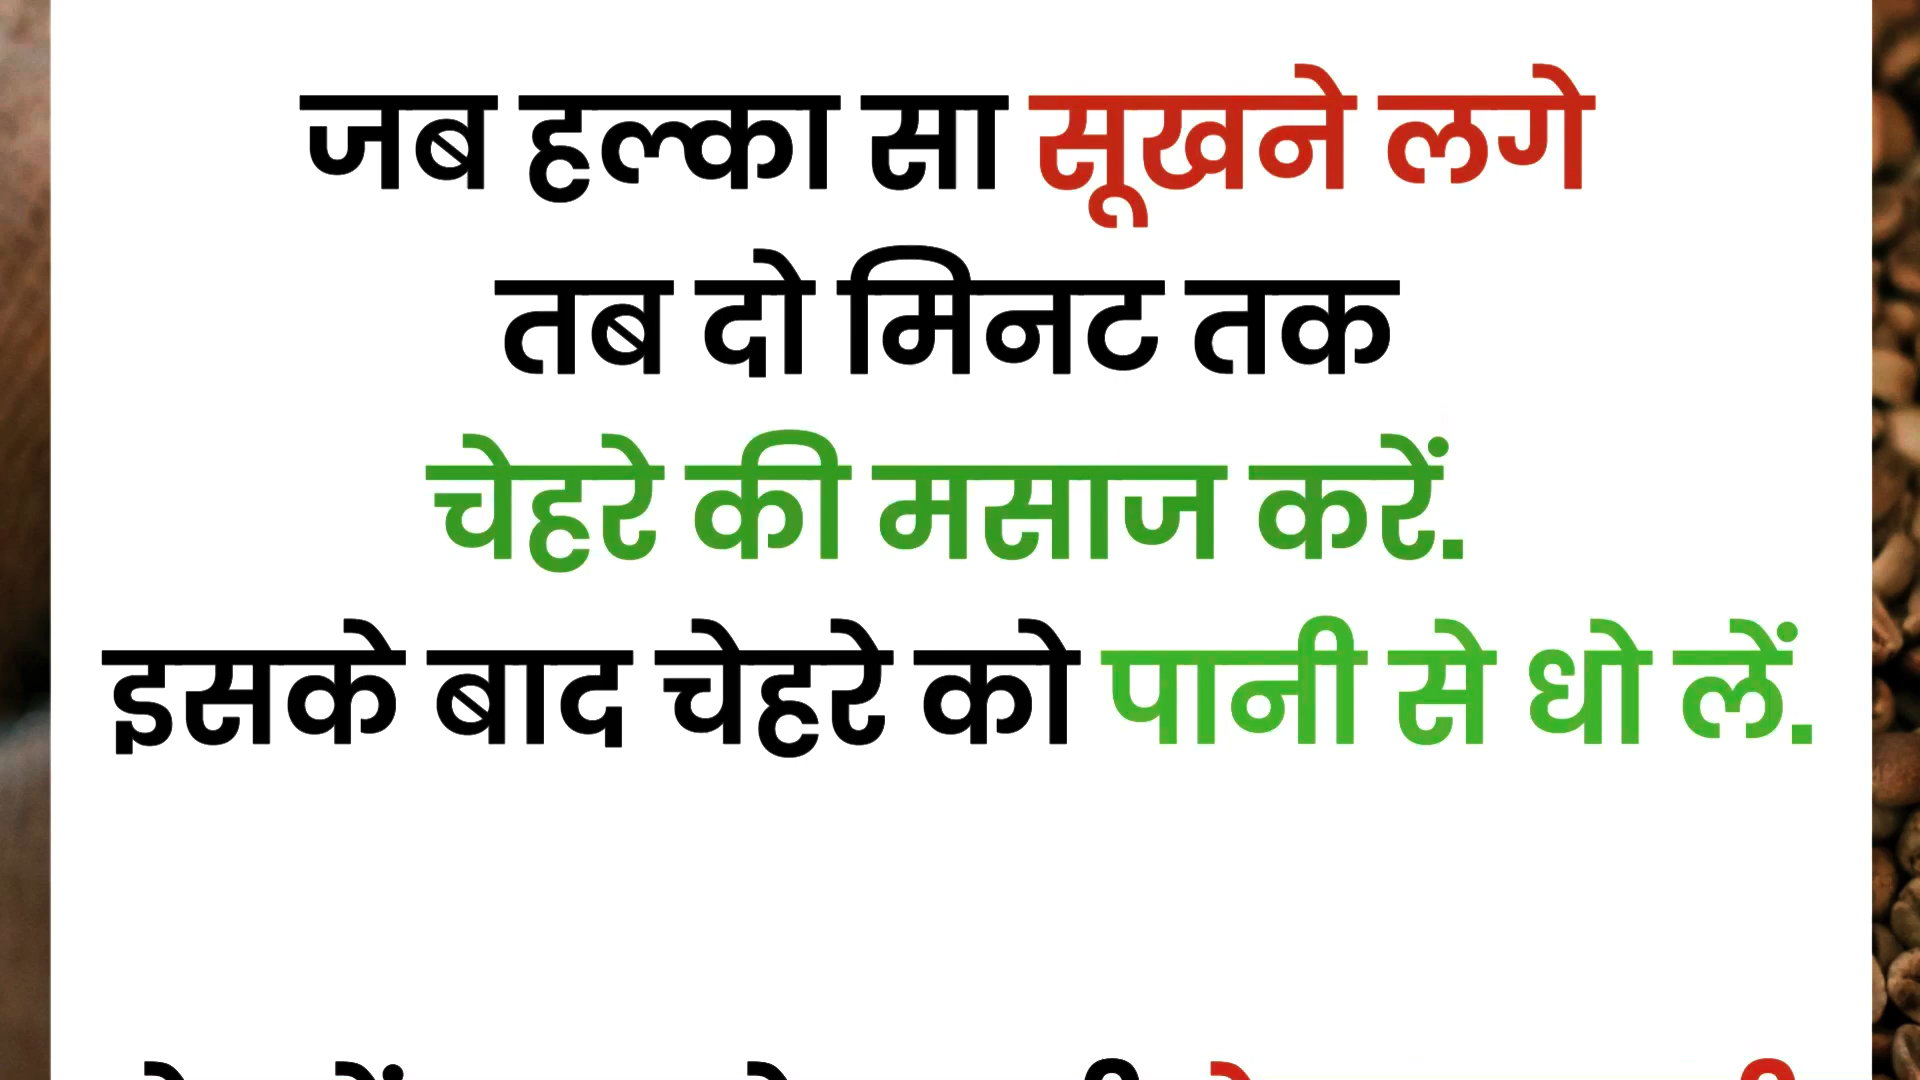 जब हल्का सा सूखने लगे
तब दो मिनट तक
चेहरे की मसाज करें.
इसके बाद चेहरे को पानी से धो लें.